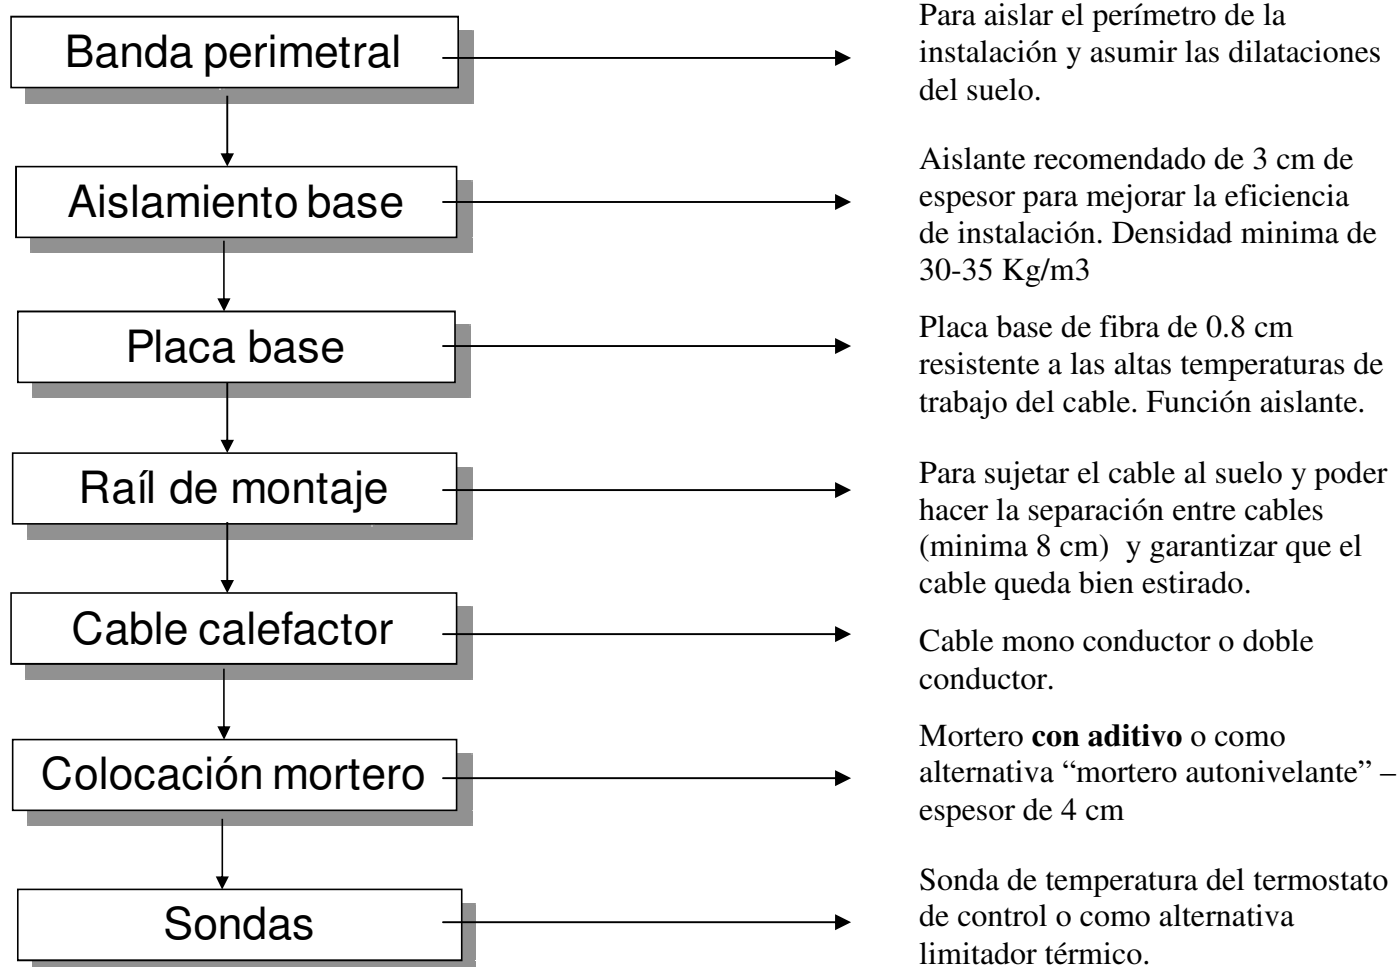 Banda perimetral
Para aislar el perímetro de la
instalación y asumir las dilataciones
del suelo.
Aislamiento base
Aislante recomendado de 3 cm de
espesor para mejorar la eficiencia
de instalación. Densidad minima de
30-35 Kg/m3
Placa base
Placa base de fibra de 0.8 cm
resistente a las altas temperaturas de
trabajo del cable. Función aislante.
Raíl de montaje
Para sujetar el cable al suelo y poder
hacer la separación entre cables
(minima 8 cm)  y garantizar que el
cable queda bien estirado.
Cable calefactor
Cable mono conductor o doble
conductor.
Colocación mortero
Mortero con aditivo o como
alternativa “mortero autonivelante” –
espesor de 4 cm
Sondas
Sonda de temperatura del termostato
de control o como alternativa
limitador térmico.